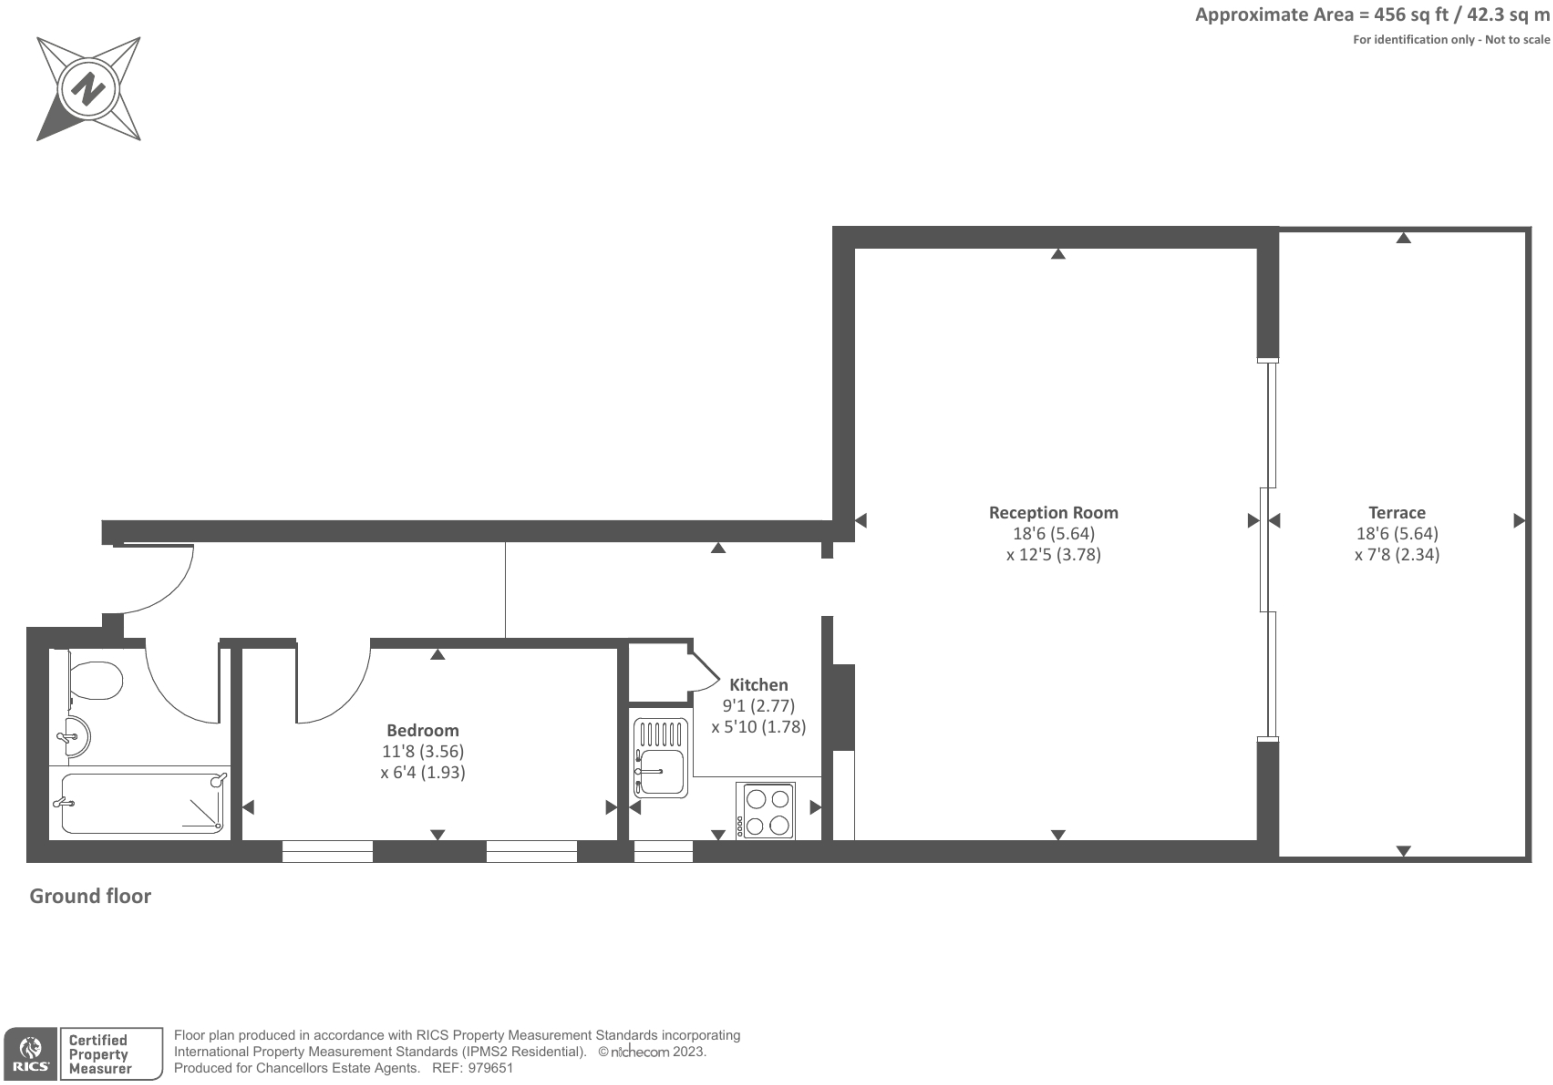 Approximate Area = 456 sq ft / 42.3 sq m
For identification only - Not to scale
N
Reception Room
18'6 (5.64)
x 12'5 (3.78)
Terrace
18'6 (5.64)
x 7'8 (2.34)
Kitchen
9'1 (2.77)
x 5'10 (1.78)
Bedroom
11'8 (3.56)
x 6'4 (1.93)
Ground floor
RICS
Certified
Property
Measurer
Floor plan produced in accordance with RICS Property Measurement Standards incorporating
International Property Measurement Standards (IPMS2 Residential). © nichecom 2023.
Produced for Chancellors Estate Agents. REF: 979651